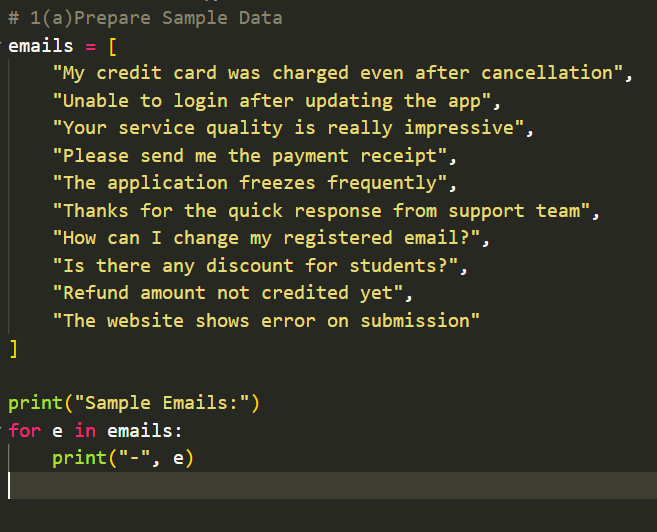 # 1(a)Prepare Sample Data
emails = [
    "My credit card was charged even after cancellation",
    "Unable to login after updating the app",
    "Your service quality is really impressive",
    "Please send me the payment receipt",
    "The application freezes frequently",
    "Thanks for the quick response from support team",
    "How can I change my registered email?",
    "Is there any discount for students?",
    "Refund amount not credited yet",
    "The website shows error on submission"
]
print("Sample Emails:")
for e in emails:
    print("-", e)